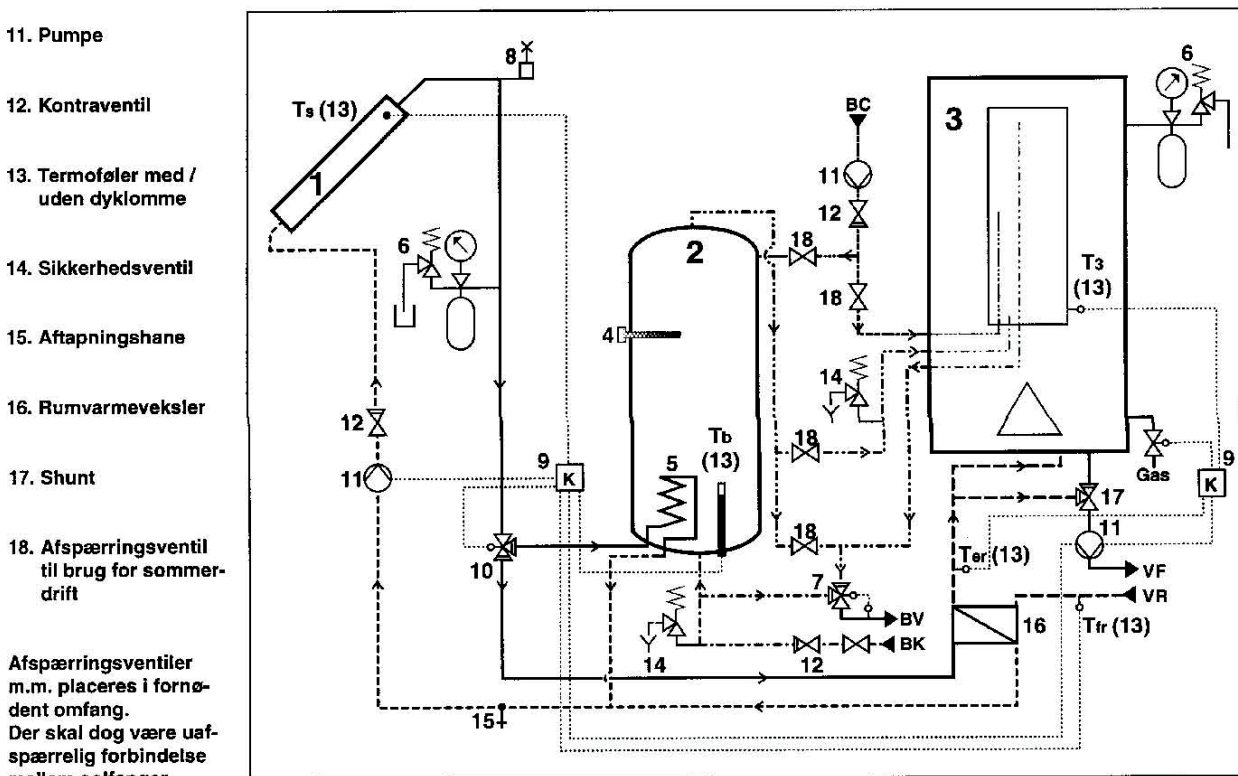 11. Pumpe
12. Kontraventil
13. Termoføler med /
uden dyklomme
14. Sikkerhedsventil
15. Aftapningshane
16. Rumvarmeveksler
17. Shunt
18. Afspærringsventil
til brug for sommer-
drift
Afspærringsventiler
m.m. placeres i fornø-
dent omfang.
Der skal dog være uaf-
spærrelig forbindelse
8
Ts (13)
1
6
12
11
9
K
10
15
2
4
5
Tb
(13)
14
BC
11
12
18
18
14
18
18
7
BV
BK
12
3
6
T3
(13)
Gas
9
K
17
11
Ter (13)
VF
VR
16
Tfr (13)